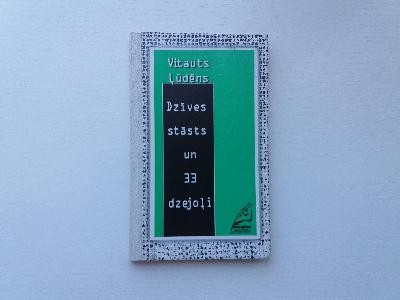 Vitauts
Ļūdēns
Dzīves
stāsts
un
33
dzejoļi